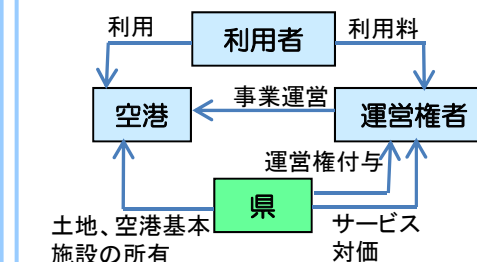 利用
利用者
利用料
空港
事業運営
運営権者
運営権付与
県
土地、空港基本
施設の所有
サービス
対価